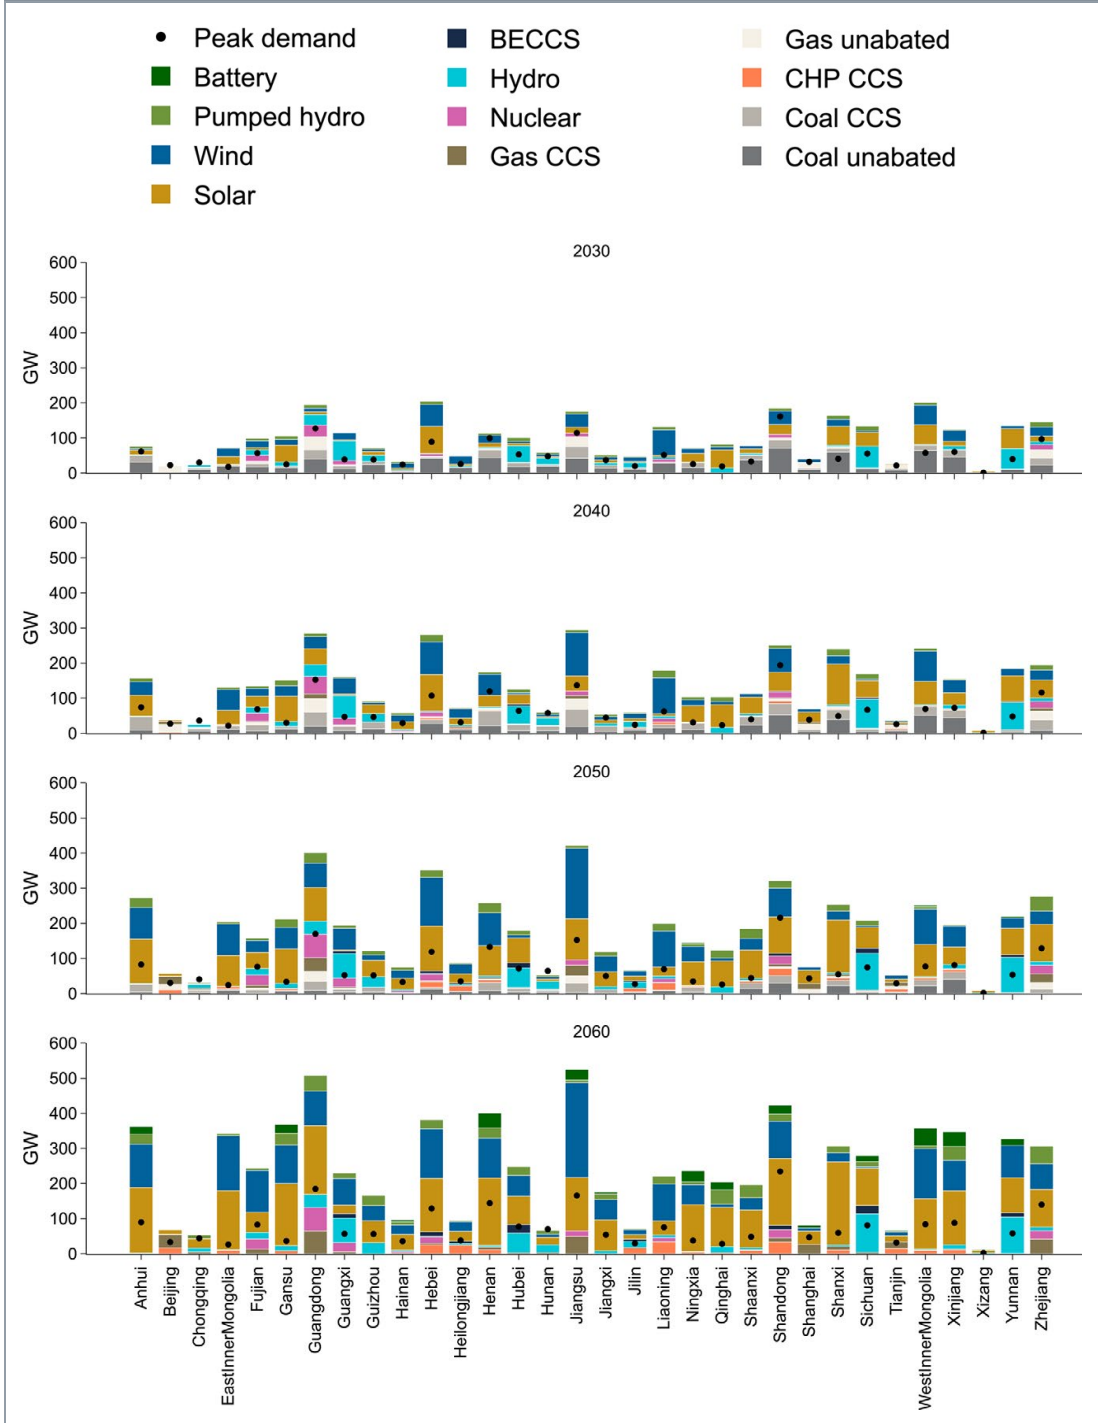 Peak demand
Battery
Pumped hydro
Wind
Solar
BECCS
Hydro
Nuclear
Gas CCS
Gas unabated
CHP CCS
Coal CCS
Coal unabated
2030
600
500
400
300
200
100
0
GW
2040
600
500
400
300
200
100
0
GW
2050
600
500
400
300
200
100
0
GW
2060
600
500
400
300
200
100
0
GW
Anhui
Beijing
Chongqing
EastInnerMongolia
Fujian
Gansu
Guangdong
Guangxi
Guizhou
Hainan
Hebei
Heilongjiang
Henan
Hubei
Hunan
Jiangsu
Jiangxi
Jilin
Liaoning
Ningxia
Qinghai
Shaanxi
Shandong
Shanghai
Shanxi
Sichuan
Tianjin
WestInnerMongolia
Xinjiang
Xizang
Yunnan
Zhejiang